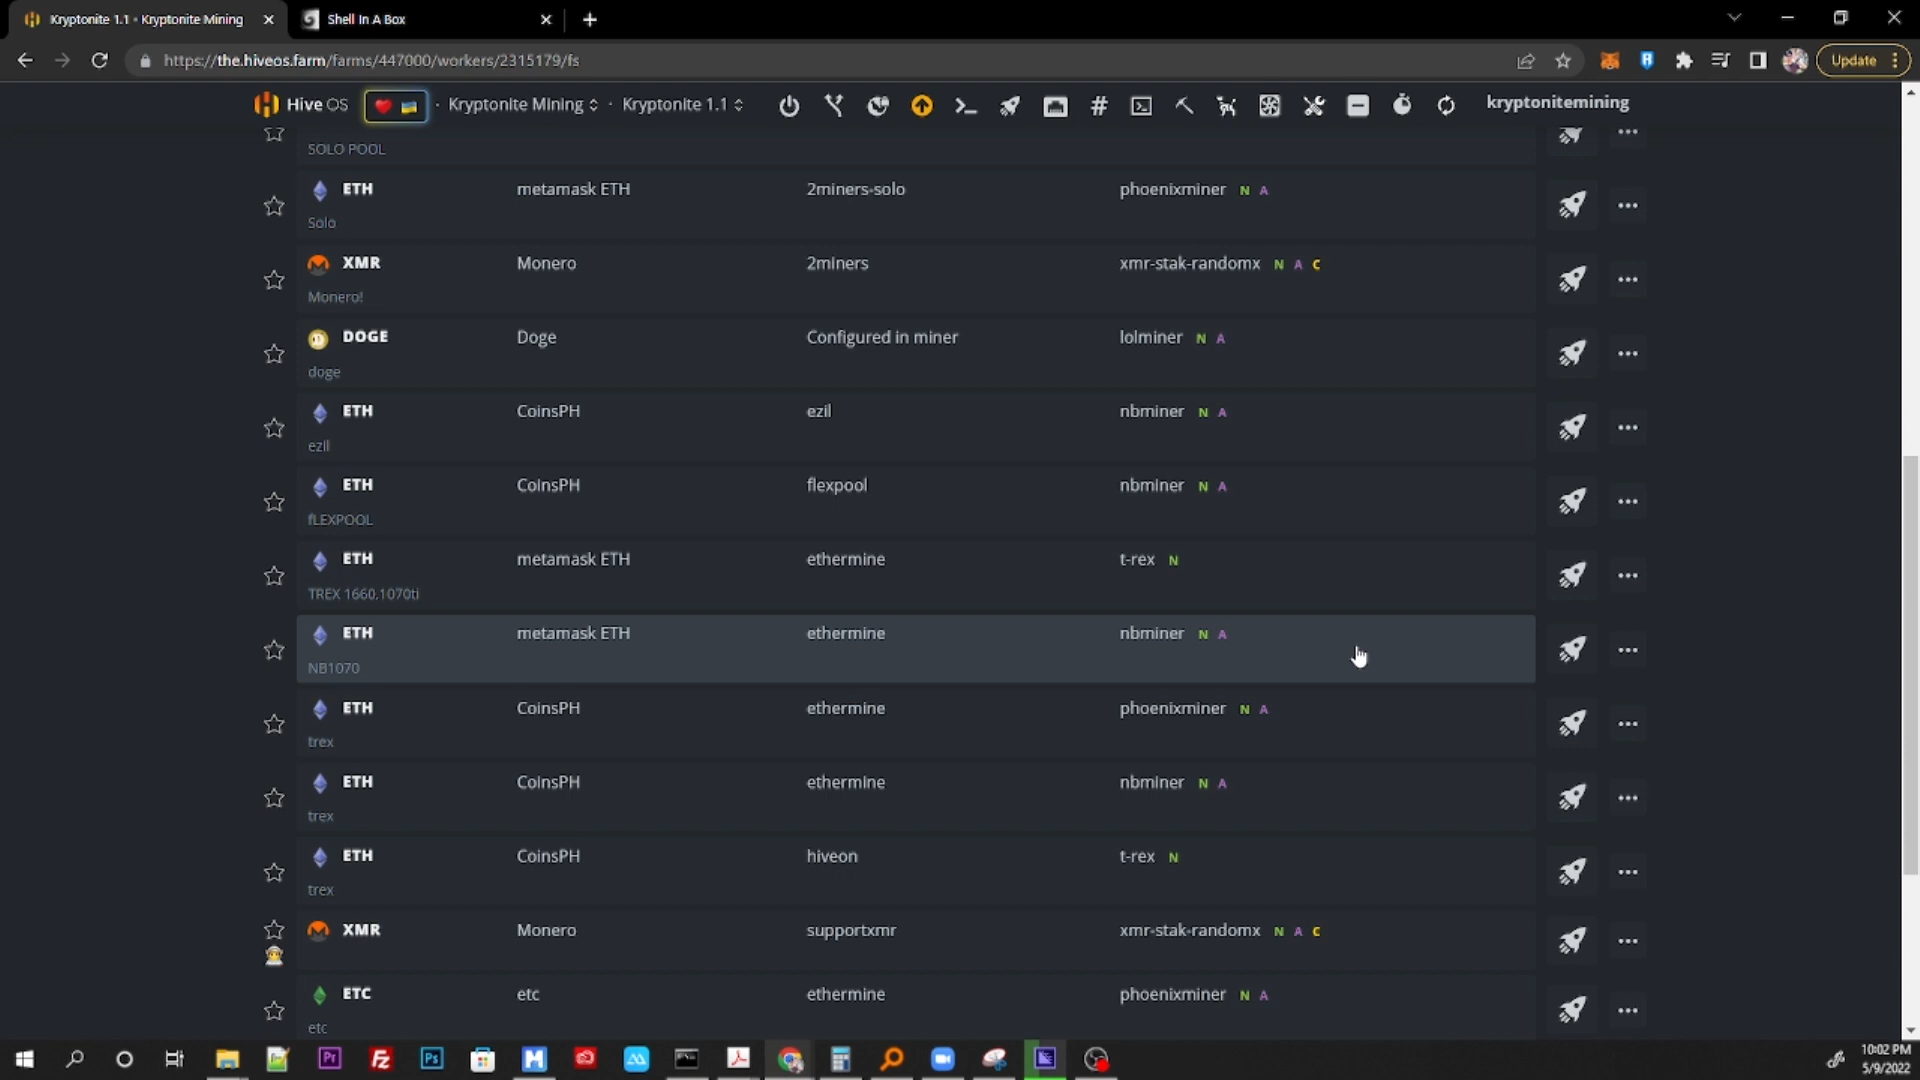 Kryptonite 1.1 • Kryptonite Mining
Shell In A Box
https://the.hiveos.farm/farms/447000/workers/2315179/fs
Update
Hive OS · Kryptonite Mining · Kryptonite 1.1 kryptonitemining
SOLO POOL
ETH metamask ETH 2miners-solo phoenixminer N A
Solo
XMR Monero 2miners xmr-stak-randomx N A C
Monero!
DOGE Doge Configured in miner lolminer N A
doge
ETH CoinsPH ezil nbminer N A
ezil
ETH CoinsPH flexpool nbminer N A
fLEXPOOL
ETH metamask ETH ethermine t-rex N
TREX 1660,1070ti
ETH metamask ETH ethermine nbminer N A
NB1070
ETH CoinsPH ethermine phoenixminer N A
trex
ETH CoinsPH ethermine nbminer N A
trex
ETH CoinsPH hiveon t-rex N
trex
XMR Monero supportxmr xmr-stak-randomx N A C
ETC etc ethermine phoenixminer N A
etc
10:02 PM
5/9/2022